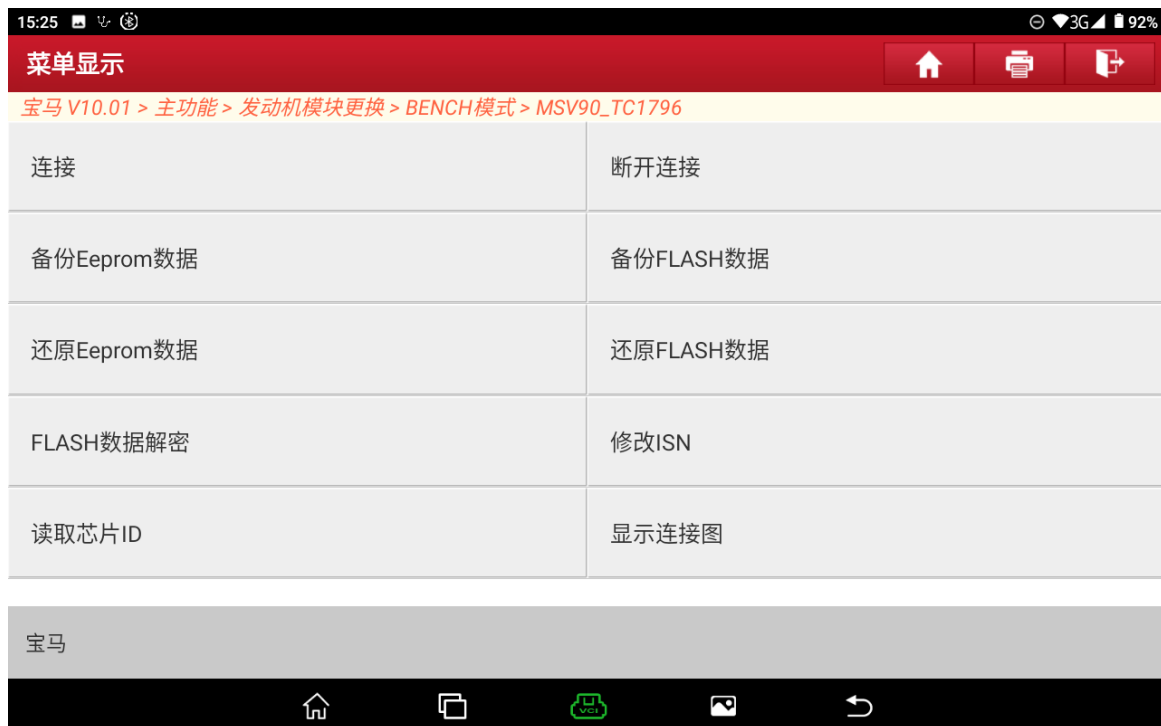 15:25 3G 92%
菜单显示
宝马 V10.01 > 主功能 > 发动机模块更换 > BENCH模式 > MSV90_TC1796
连接 断开连接
备份Eeprom数据 备份FLASH数据
还原Eeprom数据 还原FLASH数据
FLASH数据解密 修改ISN
读取芯片ID 显示连接图
宝马
VCI